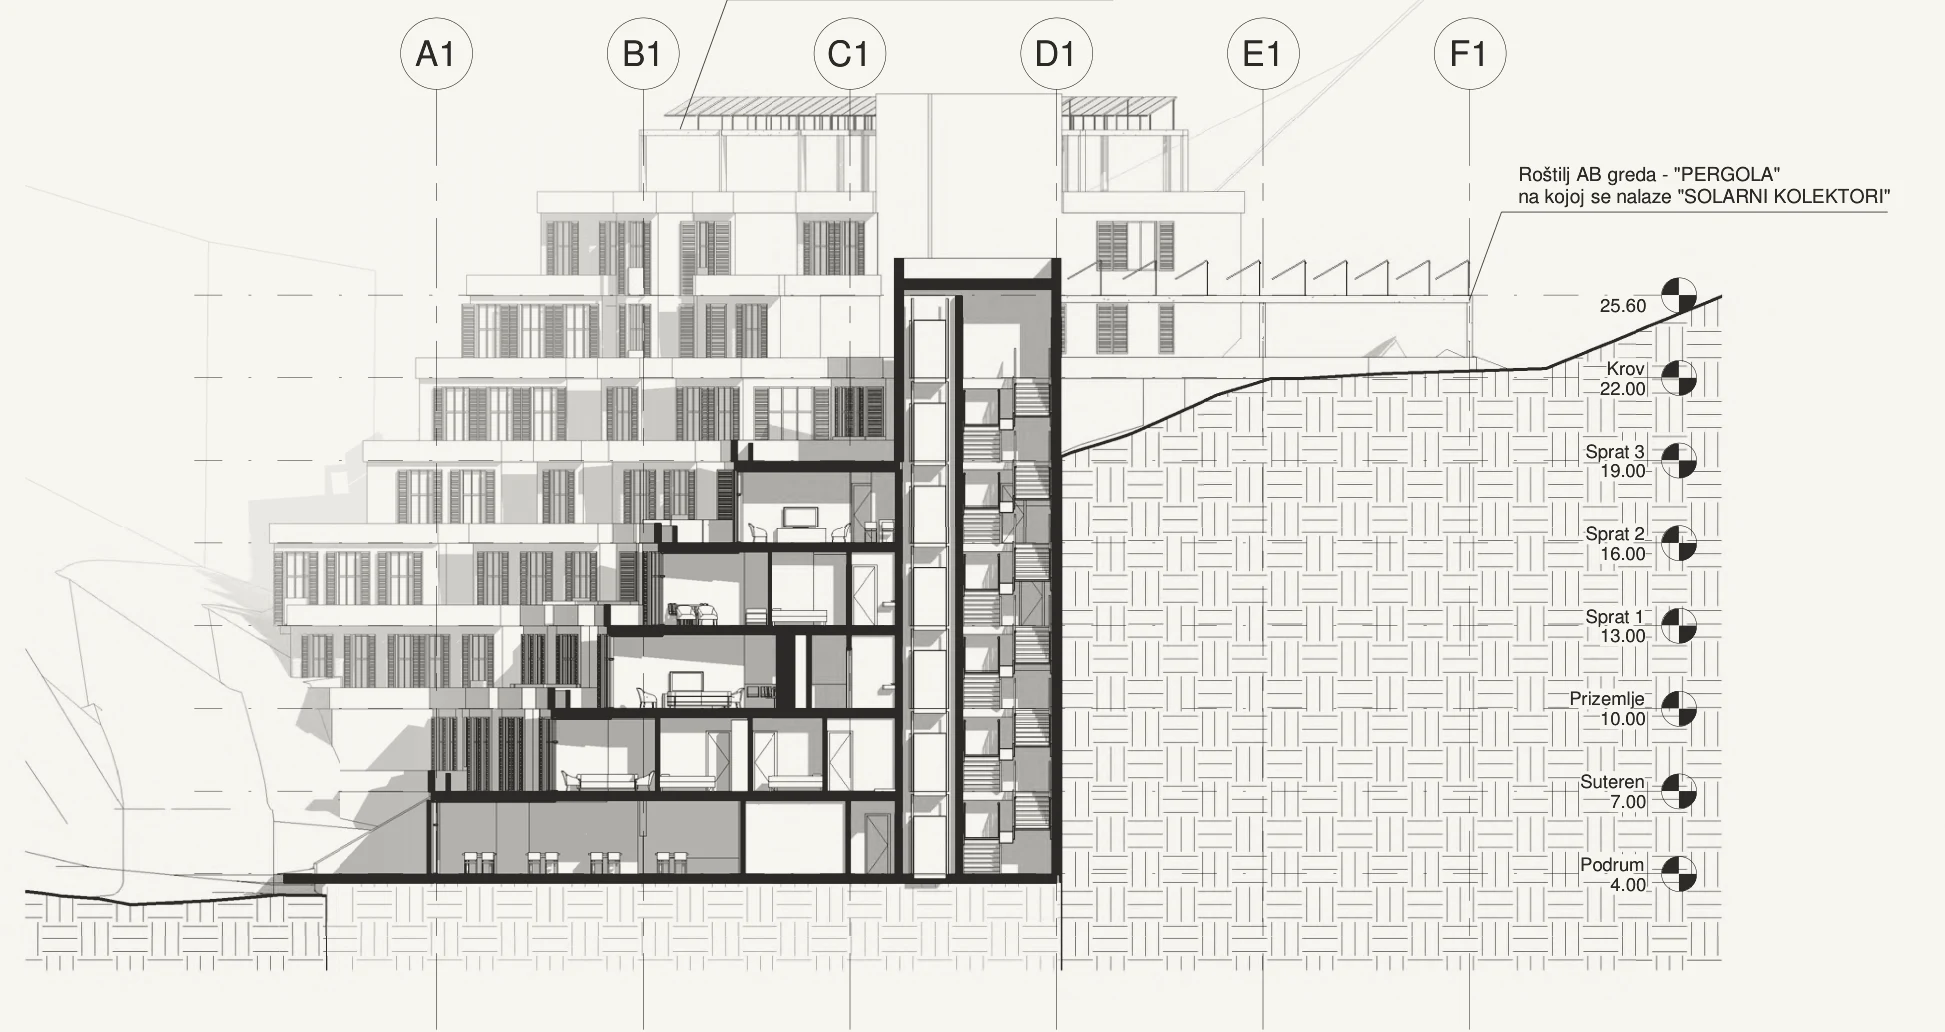 A1 B1 C1 D1 E1 F1
Roštilj AB greda - "PERGOLA"
na kojoj se nalaze "SOLARNI KOLEKTORI"
25.60
Krov
22.00
Sprat 3
19.00
Sprat 2
16.00
Sprat 1
13.00
Prizemlje
10.00
Suteren
7.00
Podrum
4.00